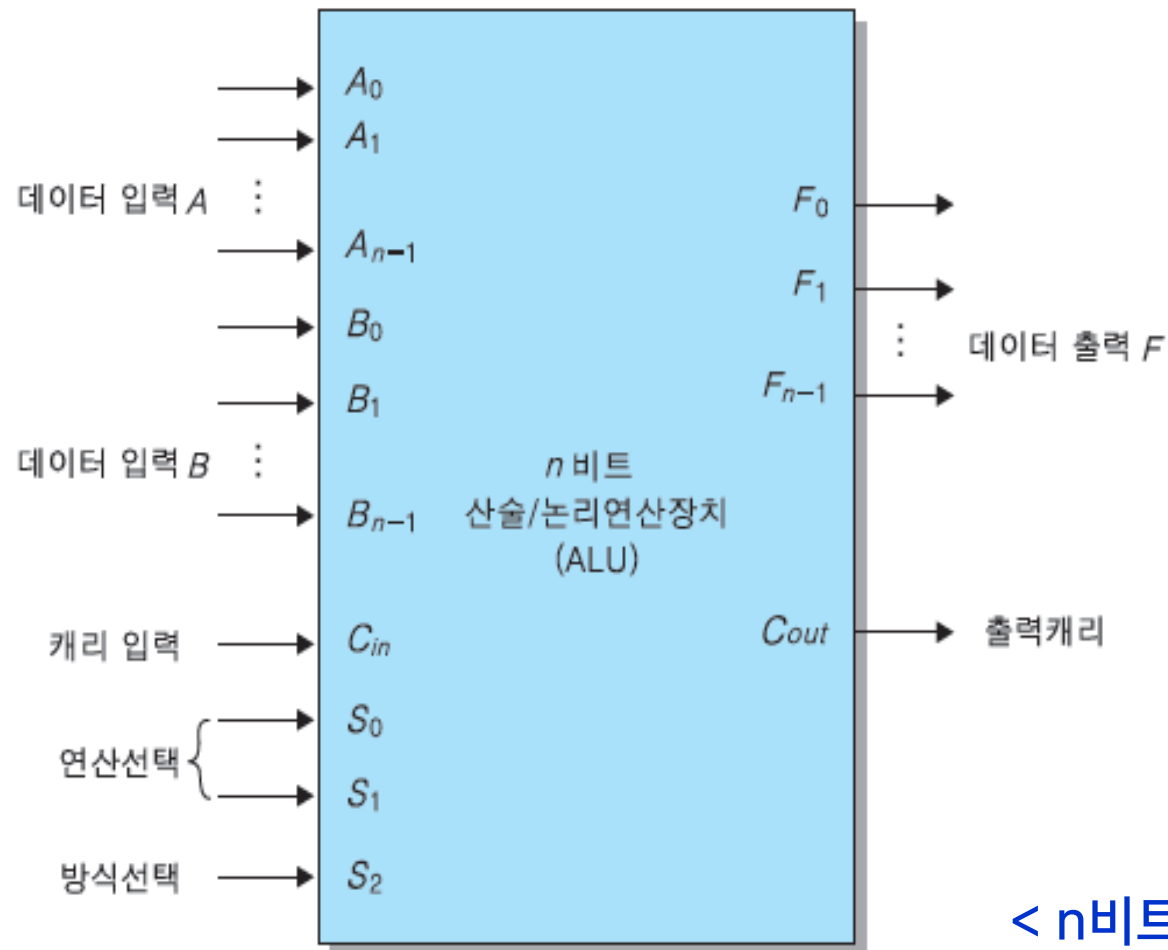 A0
A1
데이터 입력 A ⋮
An−1
B0
B1
데이터 입력 B ⋮
Bn−1
캐리 입력
Cin
연산선택
S0
S1
방식선택
S2
n 비트
산술/논리연산장치
(ALU)
F0
F1
⋮ 데이터 출력 F
Fn−1
Cout
출력캐리
< n비트